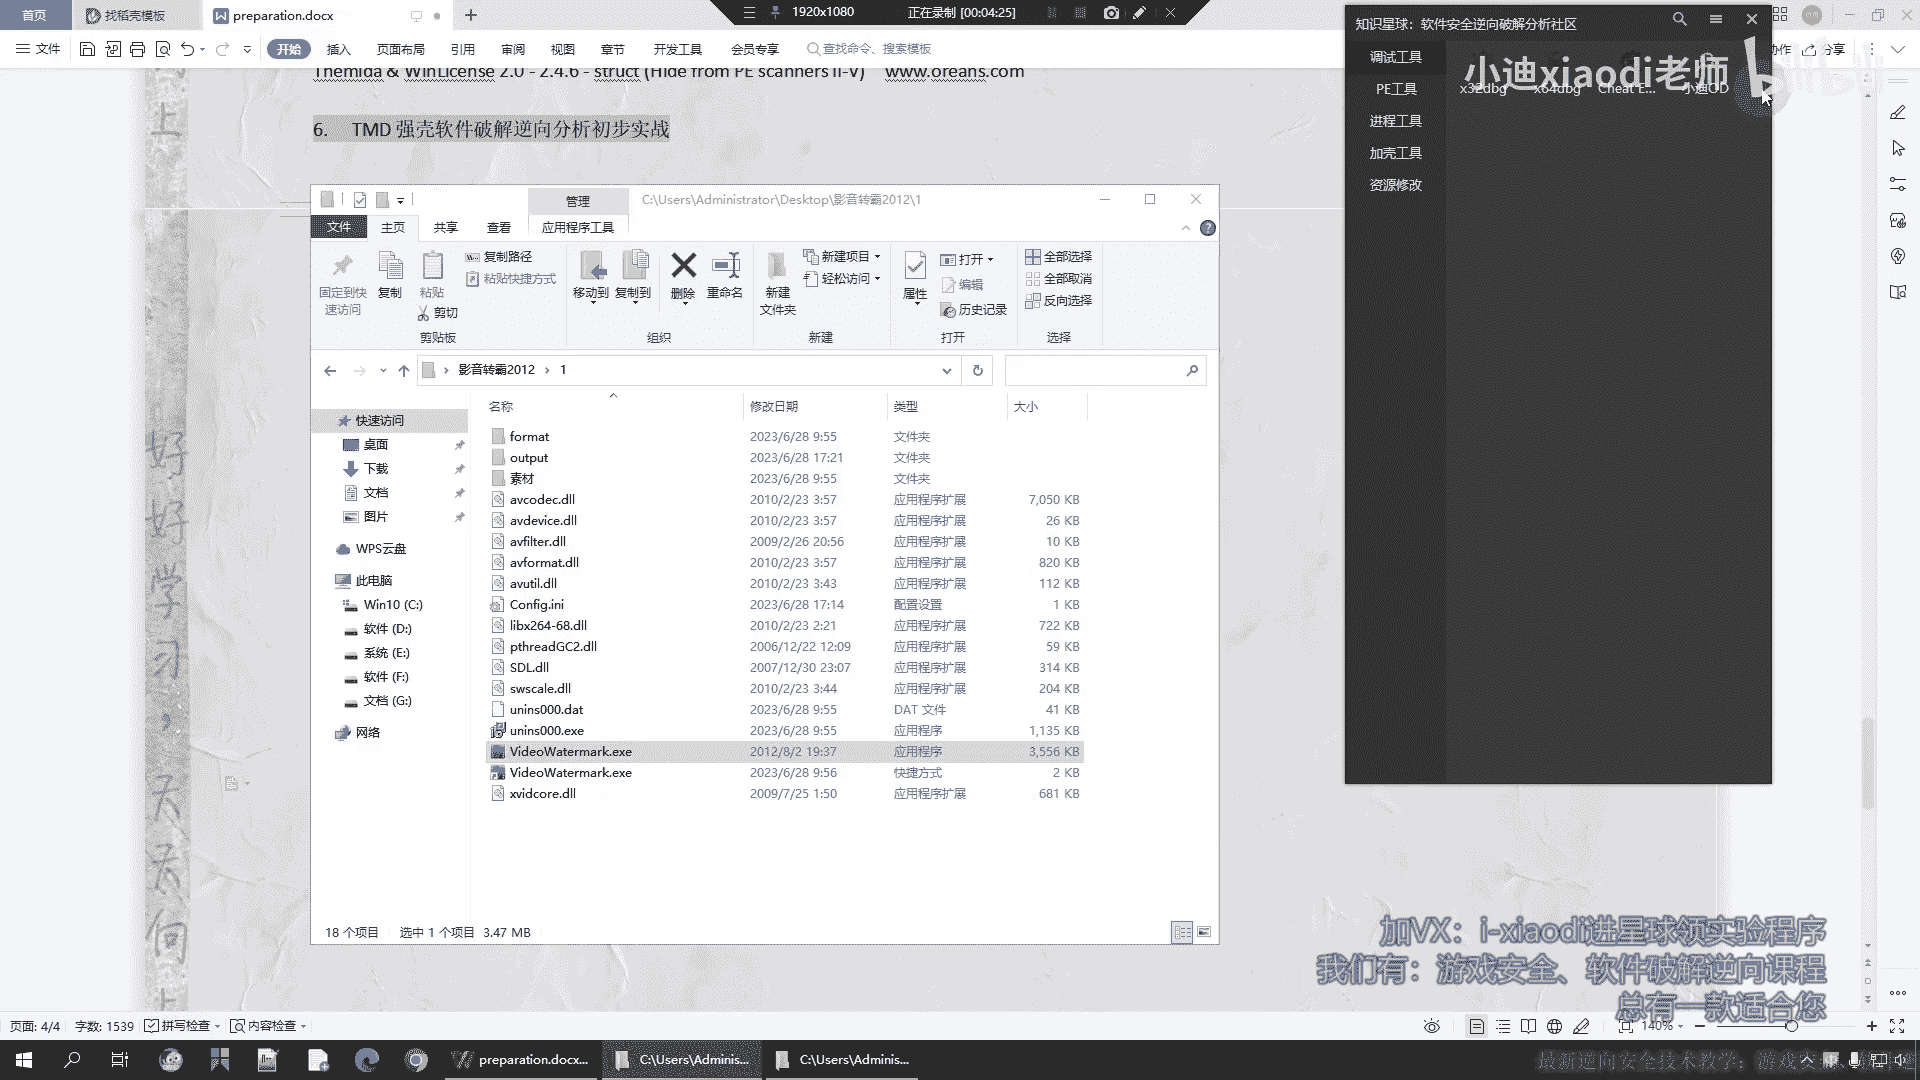 首页
找稻壳模板
preparation.docx
1920x1080
正在录制 [00:04:25]
文件
开始
插入
页面布局
引用
审阅
视图
章节
开发工具
会员专享
查找命令、搜索模板
协作
分享
Themida & WinLicense 2.0 - 2.4.6 - struct (Hide from PE scanners II-V) www.oreans.com
6. TMD 强壳软件破解逆向分析初步实战
管理
C:\Users\Administrator\Desktop\影音转霸2012\1
文件
主页
共享
查看
应用程序工具
固定到快速访问
复制
粘贴
复制路径
粘贴快捷方式
剪切
剪贴板
移动到
复制到
删除
重命名
组织
新建文件夹
新建项目
轻松访问
新建
属性
打开
编辑
历史记录
打开
全部选择
全部取消
反向选择
选择
影音转霸2012 › 1
快速访问
桌面
下载
文档
图片
WPS云盘
此电脑
Win10 (C:)
软件 (D:)
系统 (E:)
软件 (F:)
文档 (G:)
网络
名称 修改日期 类型 大小
format 2023/6/28 9:55 文件夹
output 2023/6/28 17:21 文件夹
素材 2023/6/28 9:55 文件夹
avcodec.dll 2010/2/23 3:57 应用程序扩展 7,050 KB
avdevice.dll 2010/2/23 3:57 应用程序扩展 26 KB
avfilter.dll 2009/2/26 20:56 应用程序扩展 10 KB
avformat.dll 2010/2/23 3:57 应用程序扩展 820 KB
avutil.dll 2010/2/23 3:43 应用程序扩展 112 KB
Config.ini 2023/6/28 17:14 配置设置 1 KB
libx264-68.dll 2010/2/23 2:21 应用程序扩展 722 KB
pthreadGC2.dll 2006/12/22 12:09 应用程序扩展 59 KB
SDL.dll 2007/12/30 23:07 应用程序扩展 314 KB
swscale.dll 2010/2/23 3:44 应用程序扩展 204 KB
unins000.dat 2023/6/28 9:55 DAT 文件 41 KB
unins000.exe 2023/6/28 9:55 应用程序 1,135 KB
VideoWatermark.exe 2012/8/2 19:37 应用程序 3,556 KB
VideoWatermark.exe 2023/6/28 9:56 快捷方式 2 KB
xvidcore.dll 2009/7/25 1:50 应用程序扩展 681 KB
18 个项目 选中 1 个项目 3.47 MB
知识星球：软件安全逆向破解分析社区
调试工具
PE工具
进程工具
加壳工具
资源修改
x32dbg
x64dbg
Cheat E...
小迪OD
小迪xiaodi老师
好好学习，天天向上
加VX：i-xiaodi进星球领实验程序
我们有：游戏安全、软件破解逆向课程
总有一款适合您
页面: 4/4
字数: 1539
拼写检查
内容检查
140%
preparation.docx...
C:\Users\Adminis...
C:\Users\Adminis...
最新逆向安全技术教学：游戏安